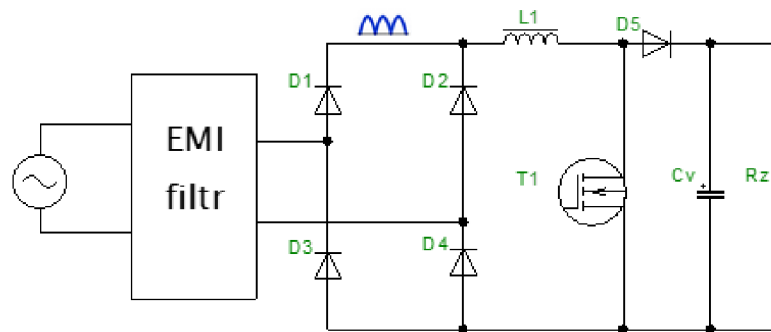 L1
D5
D1
D2
EMI
filtr
T1
Cv
+
Rz
D3
D4